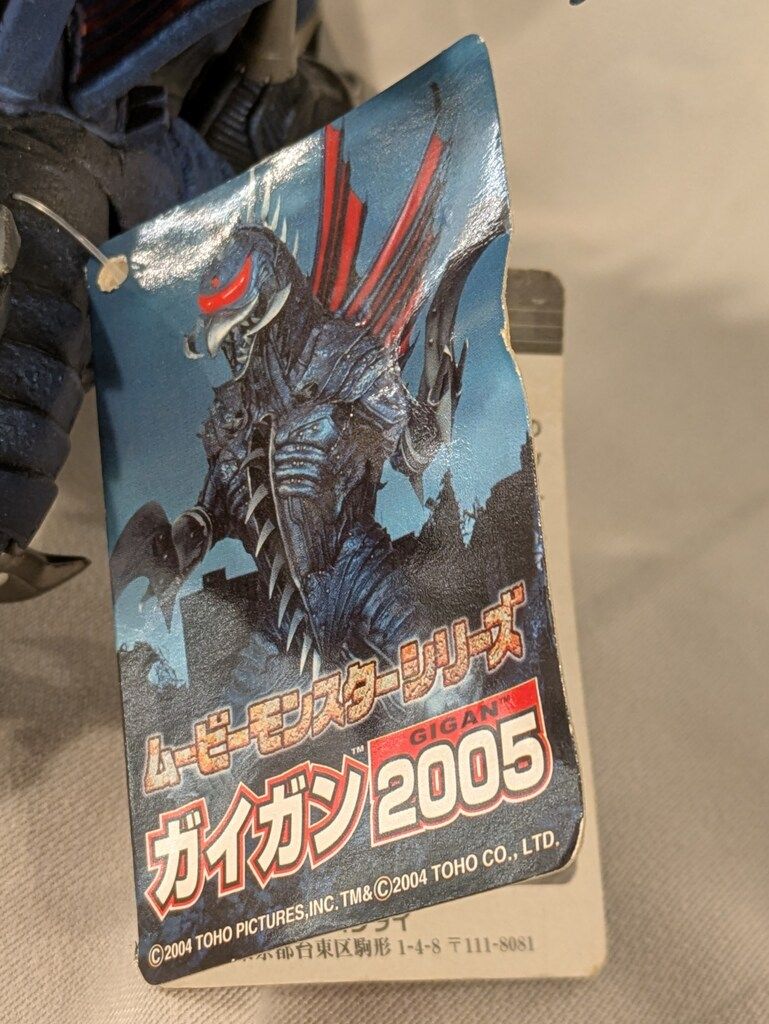 ムービーモンスターシリーズ
GIGAN™
ガイガン™ 2005
©2004 TOHO PICTURES,INC.TM&©2004 TOHO CO., LTD.
京都台東区駒形 1-4-8 〒111-8081